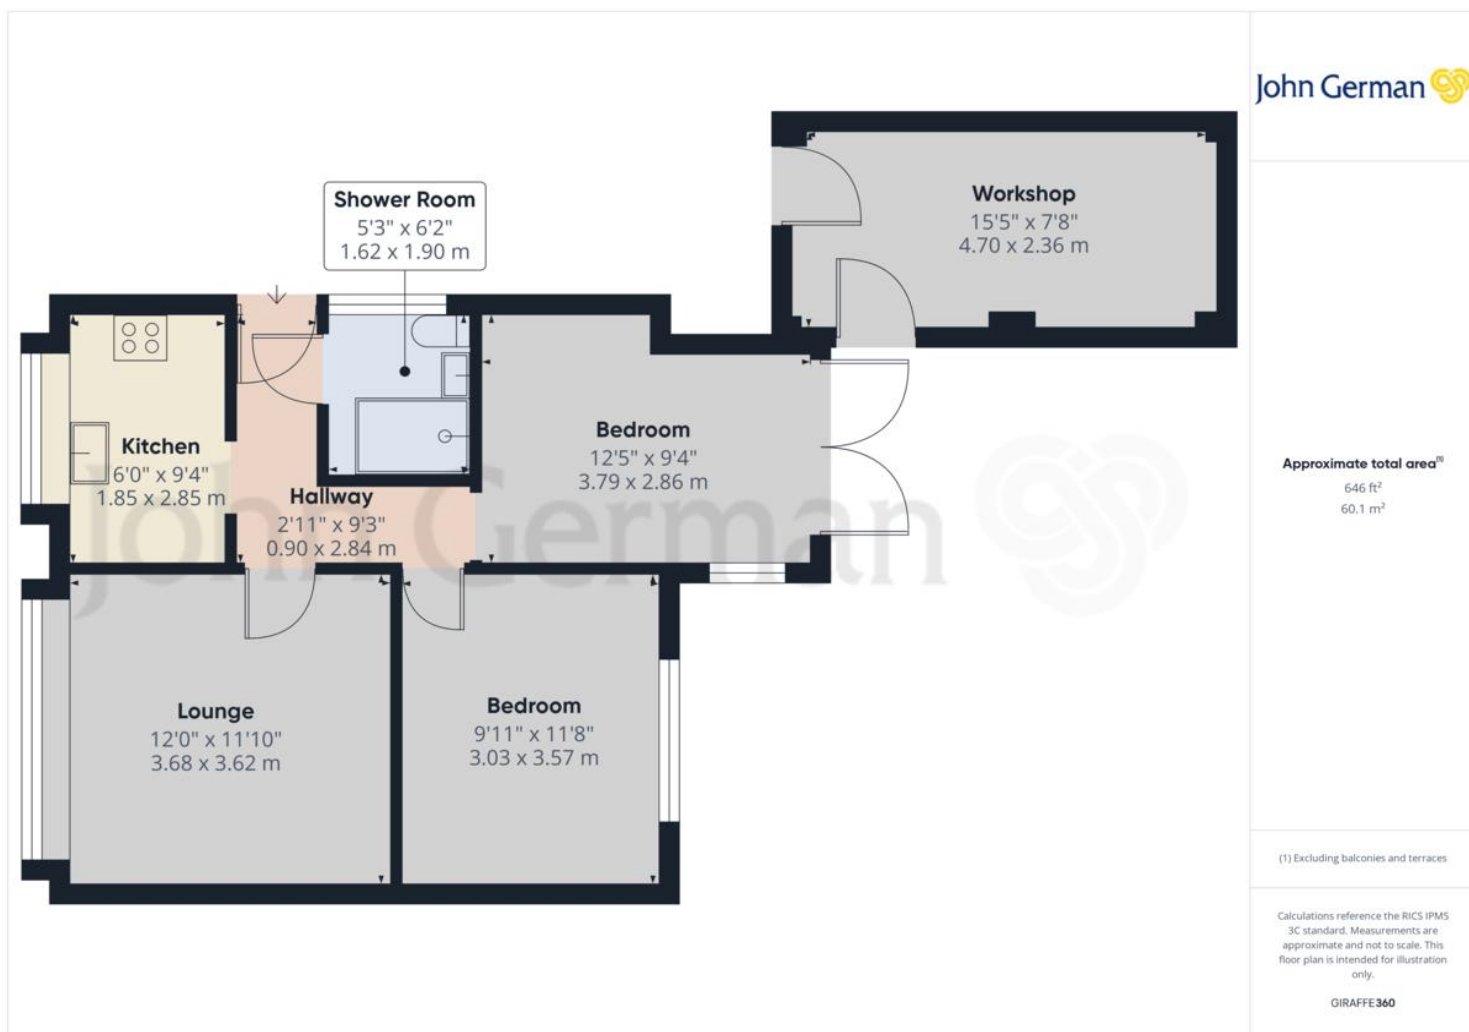 John German
Workshop
15'5" x 7'8"
4.70 x 2.36 m
Shower Room
5'3" x 6'2"
1.62 x 1.90 m
Kitchen
6'0" x 9'4"
1.85 x 2.85 m
Bedroom
12'5" x 9'4"
3.79 x 2.86 m
Hallway
2'11" x 9'3"
0.90 x 2.84 m
John German
Lounge
12'0" x 11'10"
3.68 x 3.62 m
Bedroom
9'11" x 11'8"
3.03 x 3.57 m
Approximate total area(1)
646 ft²
60.1 m²
(1) Excluding balconies and terraces
Calculations reference the RICS IPMS
3C standard. Measurements are
approximate and not to scale. This
floor plan is intended for illustration
only.
GIRAFFE360